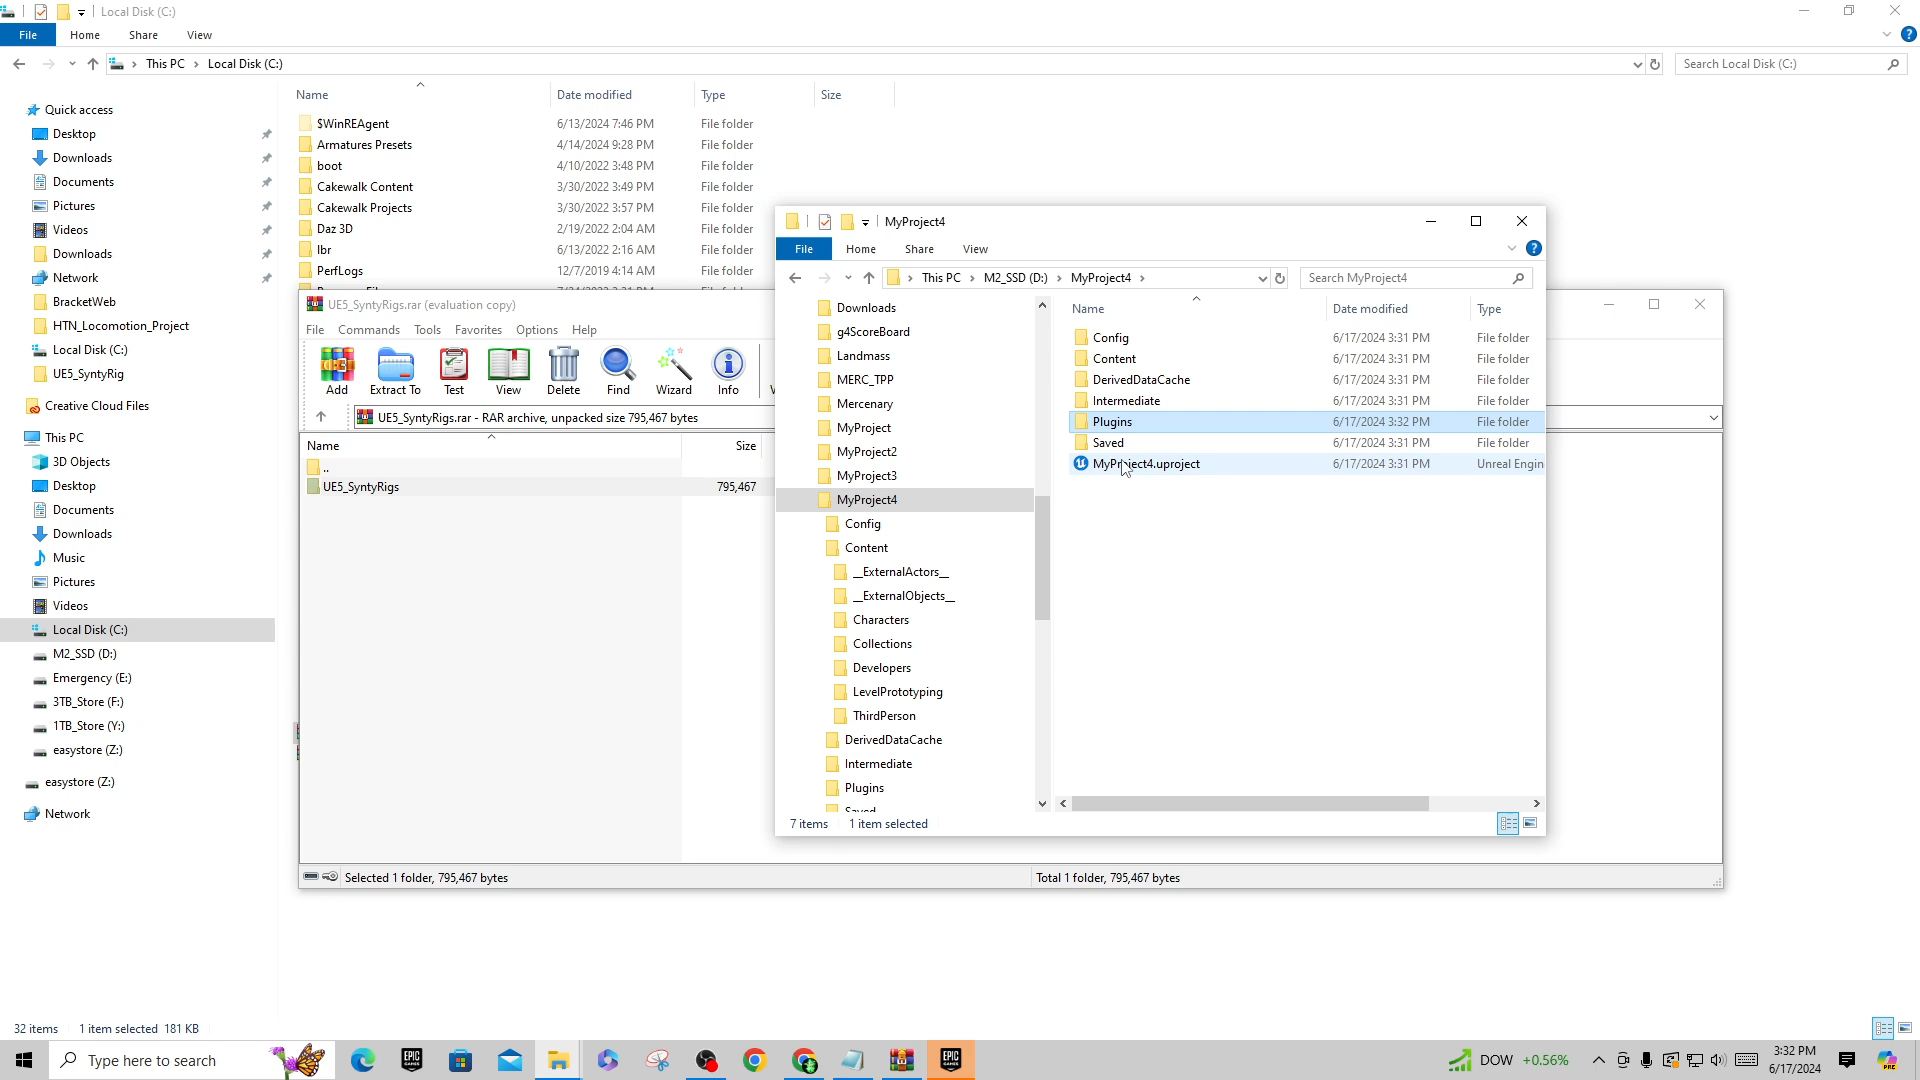 Local Disk (C:)
File Home Share View
This PC Local Disk (C:)
Search Local Disk (C:)
Name Date modified Type Size
Quick access
Desktop
Downloads
Documents
Pictures
Videos
Downloads
Network
BracketWeb
HTN_Locomotion_Project
Local Disk (C:)
UE5_SyntyRig
Creative Cloud Files
This PC
3D Objects
Desktop
Documents
Downloads
Music
Pictures
Videos
Local Disk (C:)
M2_SSD (D:)
Emergency (E:)
3TB_Store (F:)
1TB_Store (Y:)
easystore (Z:)
easystore (Z:)
Network
$WinREAgent 6/13/2024 7:46 PM File folder
Armatures Presets 4/14/2024 9:28 PM File folder
boot 4/10/2022 3:48 PM File folder
Cakewalk Content 3/30/2022 3:49 PM File folder
Cakewalk Projects 3/30/2022 3:57 PM File folder
Daz 3D 2/19/2022 2:04 AM File folder
lbr 6/13/2022 2:16 AM File folder
PerfLogs 12/7/2019 4:14 AM File folder
UE5_SyntyRigs.rar (evaluation copy)
File Commands Tools Favorites Options Help
Add Extract To Test View Delete Find Wizard Info
UE5_SyntyRigs.rar - RAR archive, unpacked size 795,467 bytes
Name Size
..
UE5_SyntyRigs 795,467
Selected 1 folder, 795,467 bytes Total 1 folder, 795,467 bytes
MyProject4
File Home Share View
This PC M2_SSD (D:) MyProject4
Search MyProject4
Downloads
g4ScoreBoard
Landmass
MERC_TPP
Mercenary
MyProject
MyProject2
MyProject3
MyProject4
Config
Content
__ExternalActors__
__ExternalObjects__
Characters
Collections
Developers
LevelPrototyping
ThirdPerson
DerivedDataCache
Intermediate
Plugins
Saved
Name Date modified Type
Config 6/17/2024 3:31 PM File folder
Content 6/17/2024 3:31 PM File folder
DerivedDataCache 6/17/2024 3:31 PM File folder
Intermediate 6/17/2024 3:31 PM File folder
Plugins 6/17/2024 3:32 PM File folder
Saved 6/17/2024 3:31 PM File folder
MyProject4.uproject 6/17/2024 3:31 PM Unreal Engin
7 items 1 item selected
32 items 1 item selected 181 KB
Type here to search
EPIC GAMES
EPIC GAMES
DOW +0.56%
3:32 PM
6/17/2024
PRE